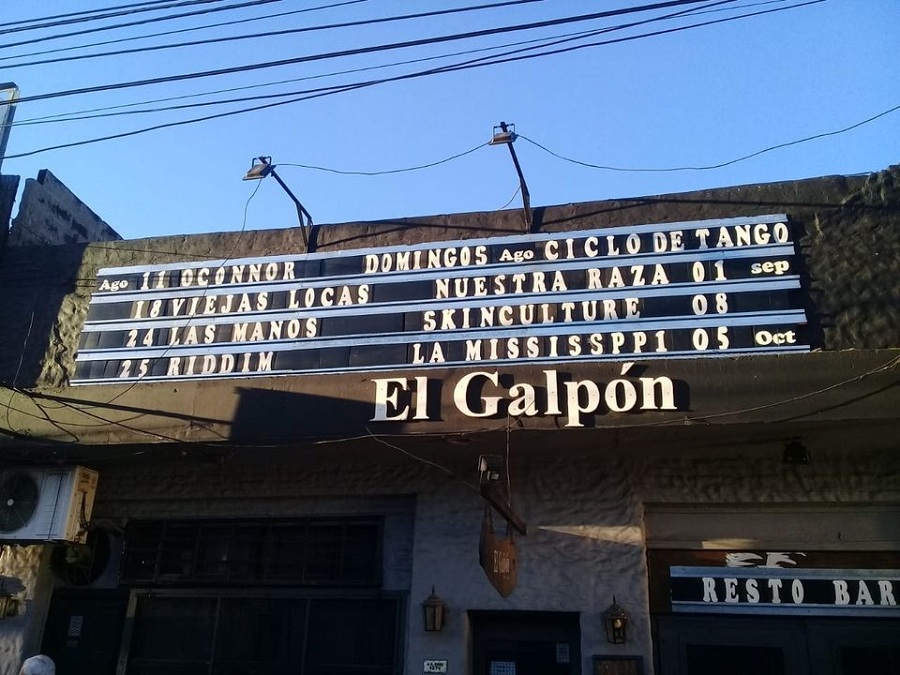 Ago 11 OCONNOR DOMINGOS Ago CICLO DE TANGO
18 VIEJAS LOCAS NUESTRA RAZA 01 sep
24 LAS MANOS SKINCULTURE 08
25 RIDDIM LA MISSISSPP1 05 Oct
El Galpón
RESTO BAR